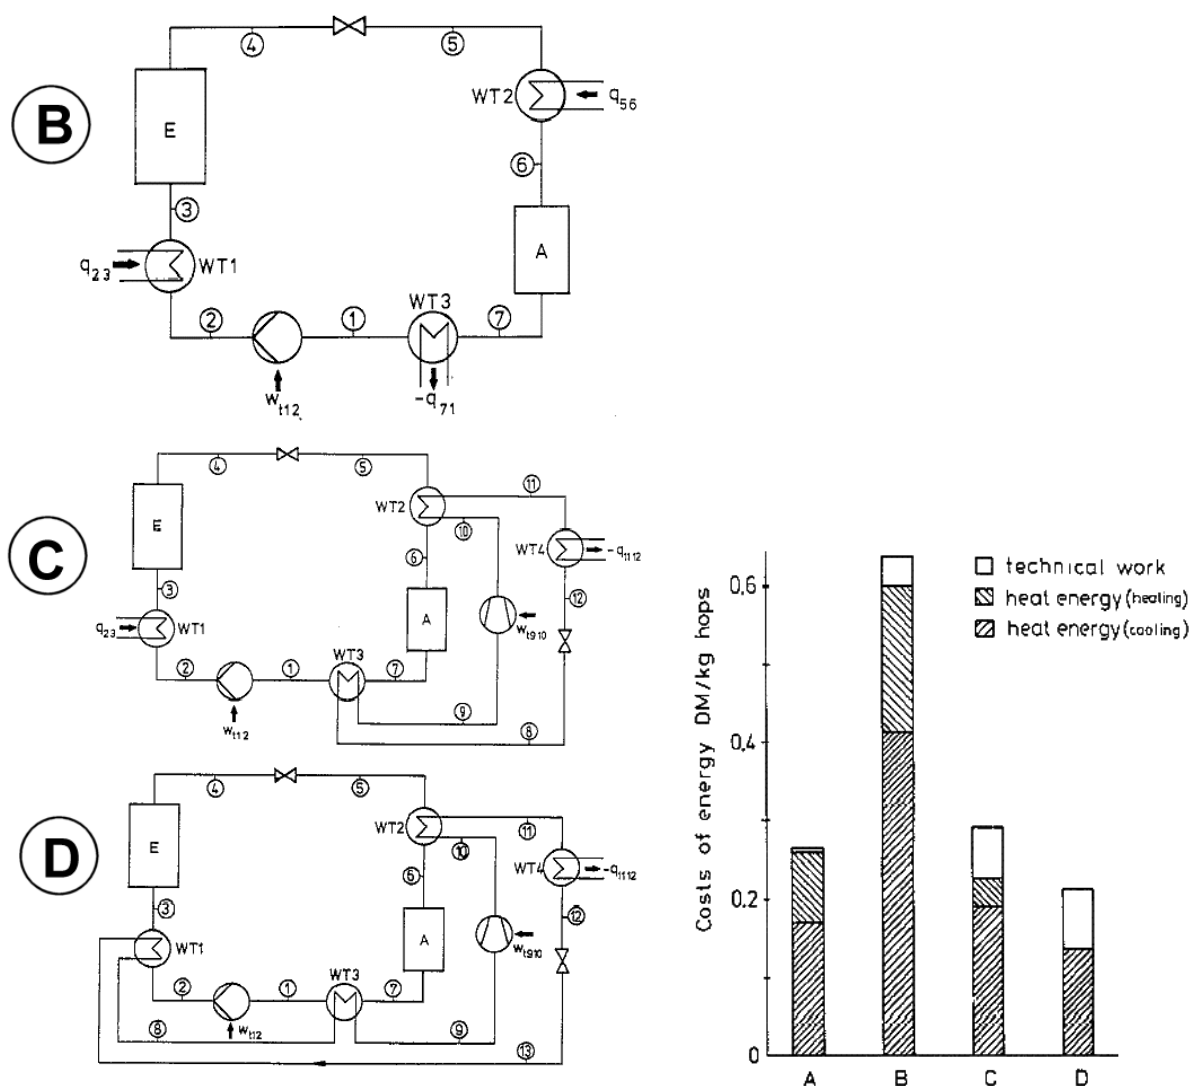 B
4
5
E
WT2
q56
6
3
A
q23
WT1
WT3
2
1
7
wt12
-q71
C
4
5
11
WT2
10
E
WT4
-q1112
6
3
12
A
wt910
q23
WT1
WT3
2
1
7
9
wt12
8
D
4
5
11
WT2
10
E
WT4
-q1112
6
3
12
A
wt910
WT1
WT3
2
1
7
wt12
8
9
13
Costs of energy DM/kg hops
0,6
0,4
0,2
0
technical work
heat energy (heating)
heat energy (cooling)
A B C D